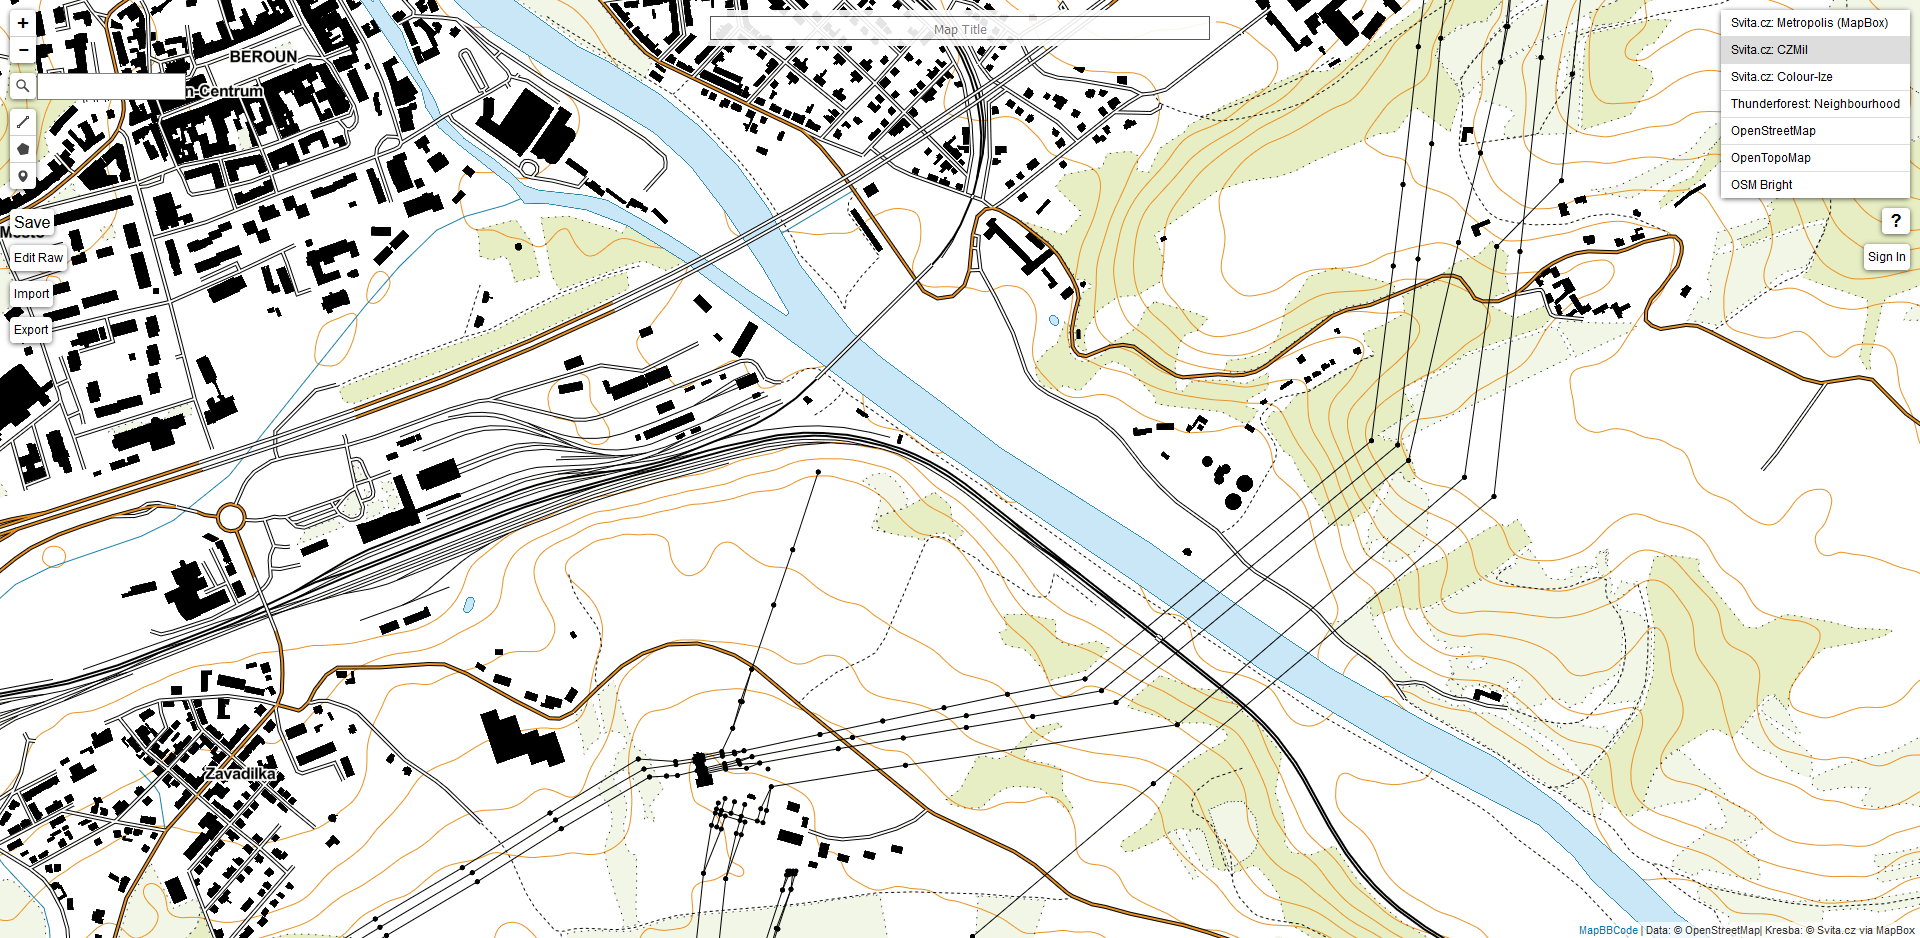 +
−
Map Title
Svita.cz: Metropolis (MapBox)
Svita.cz: CZMil
Svita.cz: Colour-Ize
Thunderforest: Neighbourhood
OpenStreetMap
OpenTopoMap
OSM Bright
?
Sign In
BEROUN
n-Centrum
Save
Edit Raw
Import
Export
Zavadilka
MapBBCode | Data: © OpenStreetMap| Kresba: © Svita.cz via MapBox